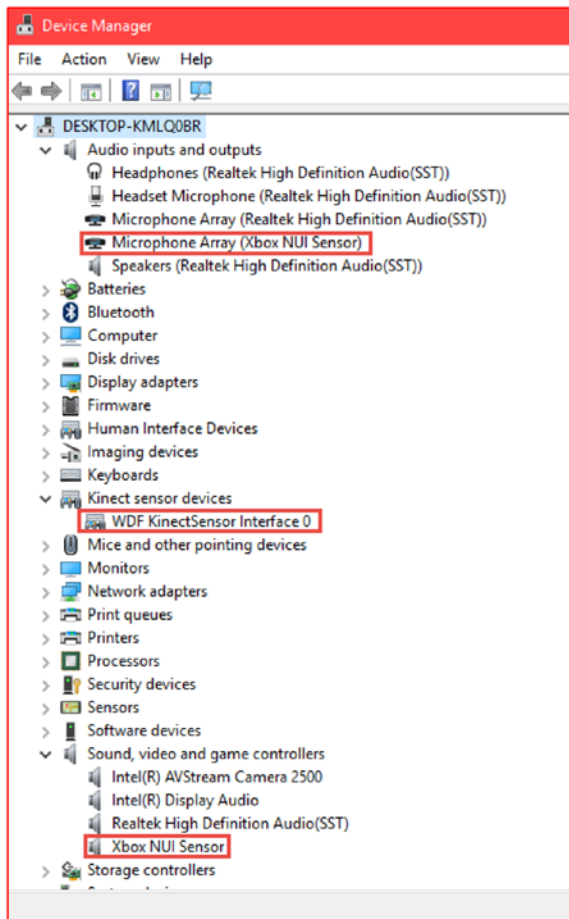 Device Manager
File Action View Help
DESKTOP-KMLQ0BR
Audio inputs and outputs
Headphones (Realtek High Definition Audio(SST))
Headset Microphone (Realtek High Definition Audio(SST))
Microphone Array (Realtek High Definition Audio(SST))
Microphone Array (Xbox NUI Sensor)
Speakers (Realtek High Definition Audio(SST))
Batteries
Bluetooth
Computer
Disk drives
Display adapters
Firmware
Human Interface Devices
Imaging devices
Keyboards
Kinect sensor devices
WDF KinectSensor Interface 0
Mice and other pointing devices
Monitors
Network adapters
Print queues
Printers
Processors
Security devices
Sensors
Software devices
Sound, video and game controllers
Intel(R) AVStream Camera 2500
Intel(R) Display Audio
Realtek High Definition Audio(SST)
Xbox NUI Sensor
Storage controllers